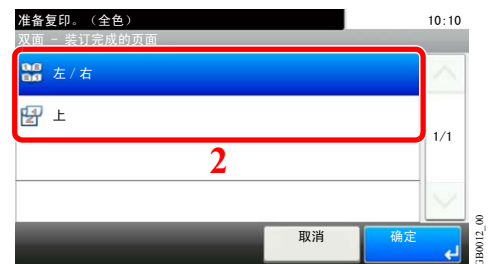 准备复印。（全色） 10:10
双面 - 装订完成的页面
左/右
上
1/1
2
取消 确定
GB0012_00